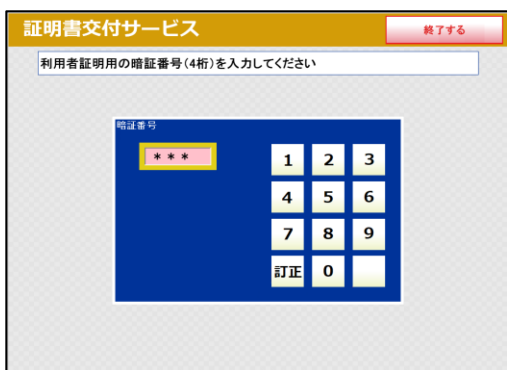 証明書交付サービス
終了する
利用者証明用の暗証番号(4桁)を入力してください
暗証番号
***
1 2 3
4 5 6
7 8 9
訂正 0